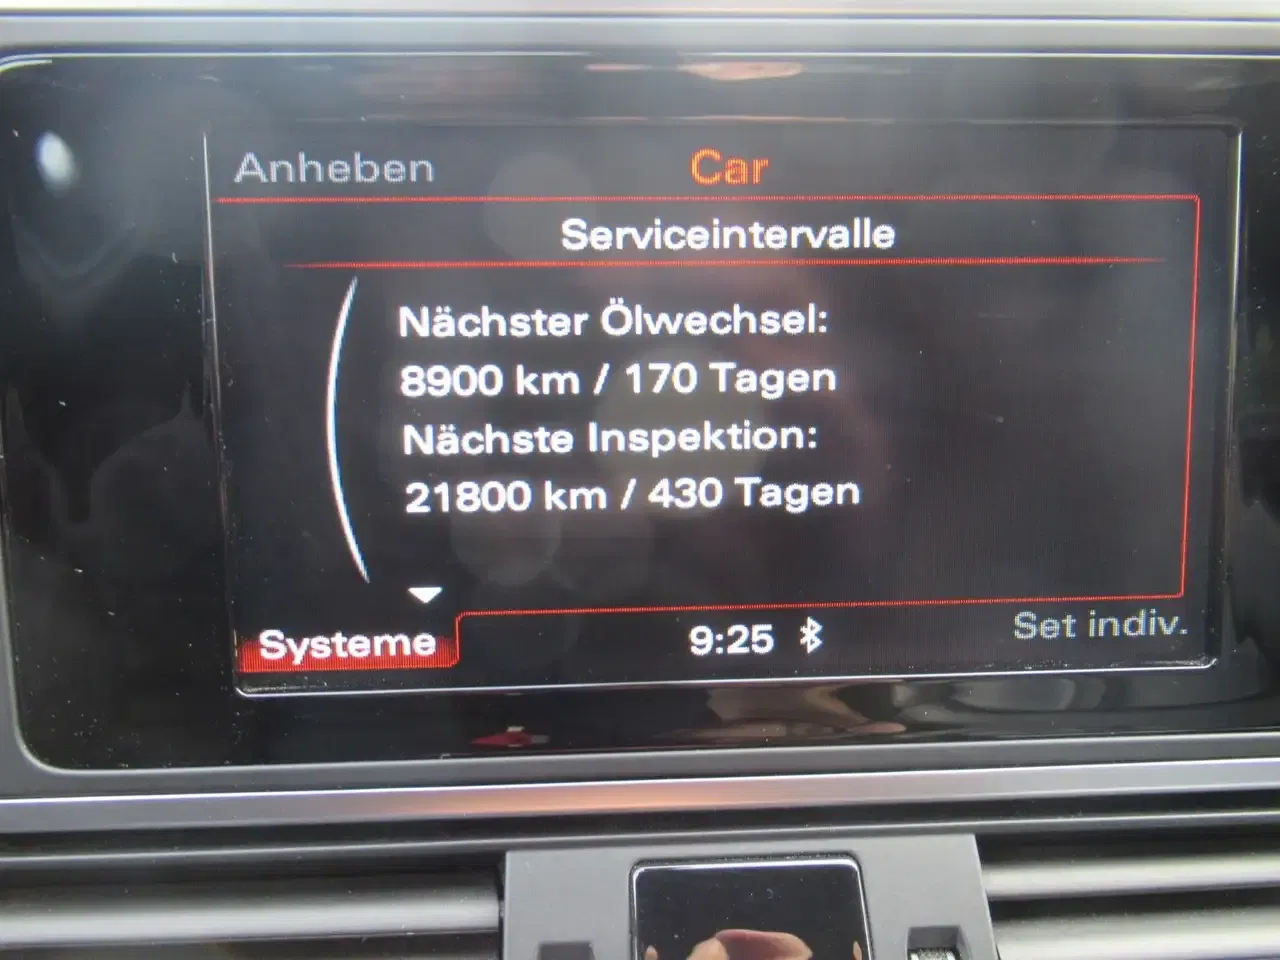 Anheben
Car
Serviceintervalle
Nächster Ölwechsel:
8900 km / 170 Tagen
Nächste Inspektion:
21800 km / 430 Tagen
Systeme
9:25
Set indiv.